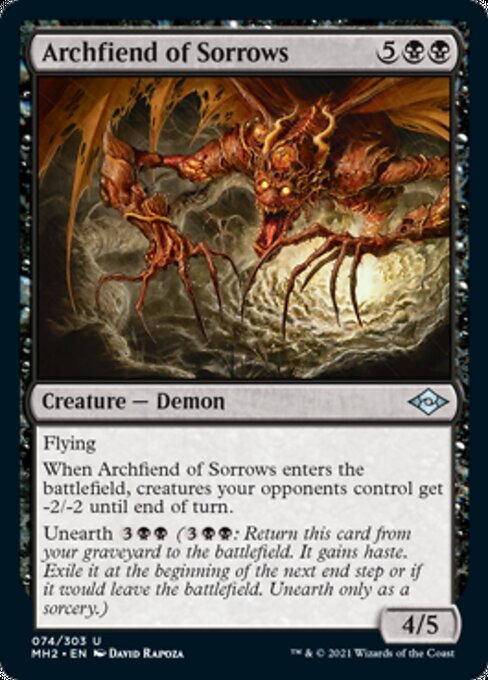 Archfiend of Sorrows 5
Creature — Demon
Flying
When Archfiend of Sorrows enters the
battlefield, creatures your opponents control get
-2/-2 until end of turn.
Unearth 3 (3: Return this card from
your graveyard to the battlefield. It gains haste.
Exile it at the beginning of the next end step or if
it would leave the battlefield. Unearth only as a
sorcery.)
4/5
074/303 U
MH2 • EN DAVID RAPOZA
™ & © 2021 Wizards of the Coast